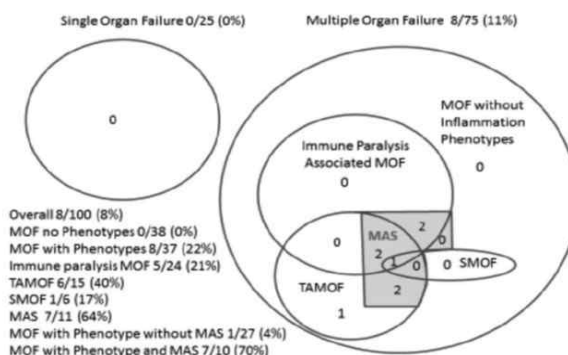 Single Organ Failure 0/25 (0%)
Multiple Organ Failure 8/75 (11%)
0
MOF without
Inflammation
Phenotypes
0
Immune Paralysis
Associated MOF
0
Overall 8/100 (8%)
MOF no Phenotypes 0/38 (0%)
MOF with Phenotypes 8/37 (22%)
Immune paralysis MOF 5/24 (21%)
TAMOF 6/15 (40%)
SMOF 1/6 (17%)
MAS 7/11 (64%)
MOF with Phenotype without MAS 1/27 (4%)
MOF with Phenotype and MAS 7/10 (70%)
2
0 MAS 0
2 1 0 0 SMOF
TAMOF 2
1